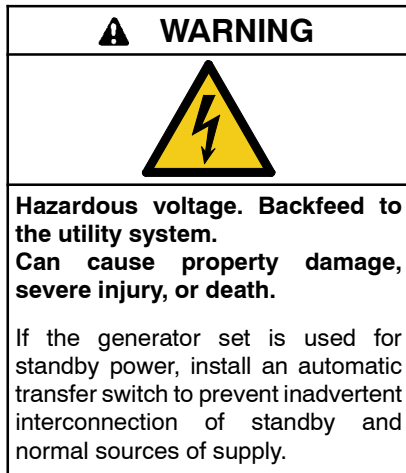 WARNING
Hazardous voltage. Backfeed to
the utility system.
Can cause property damage,
severe injury, or death.
If the generator set is used for
standby power, install an automatic
transfer switch to prevent inadvertent
interconnection of standby and
normal sources of supply.